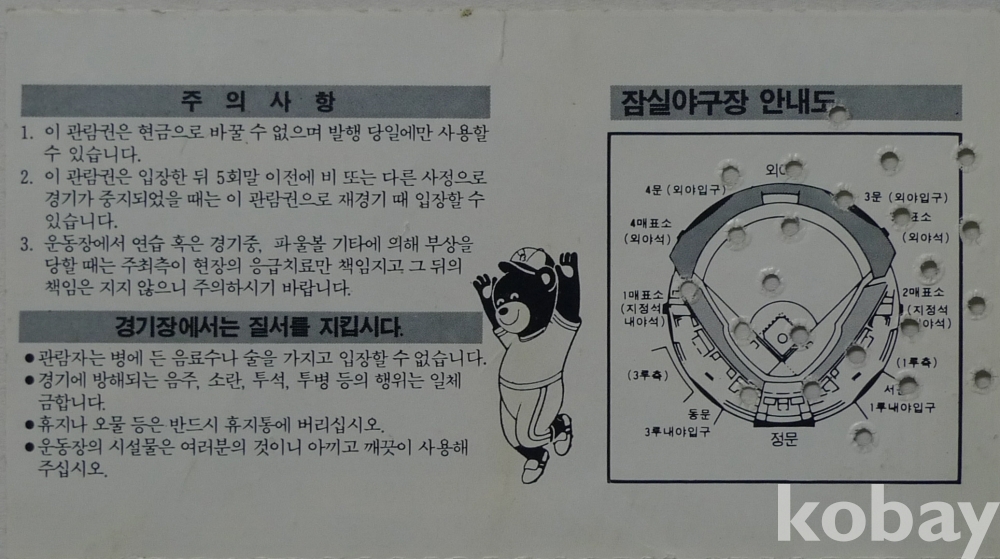 주 의 사 항
1. 이 관람권은 현금으로 바꿀 수 없으며 발행 당일에만 사용할
수 있습니다.
2. 이 관람권은 입장한 뒤 5회말 이전에 비 또는 다른 사정으로
경기가 중지되었을 때는 이 관람권으로 재경기 때 입장할 수
있습니다.
3. 운동장에서 연습 혹은 경기중, 파울볼 기타에 의해 부상을
당할 때는 주최측이 현장의 응급치료만 책임지고 그 뒤의
책임은 지지 않으니 주의하시기 바랍니다.
경기장에서는 질서를 지킵시다.
● 관람자는 병에 든 음료수나 술을 가지고 입장할 수 없습니다.
● 경기에 방해되는 음주, 소란, 투석, 투병 등의 행위는 일체
금합니다.
● 휴지나 오물 등은 반드시 휴지통에 버리십시오.
● 운동장의 시설물은 여러분의 것이니 아끼고 깨끗이 사용해
주십시오.
잠실야구장 안내도
4문 (외야입구)
3문 (외야입구)
4매표소
(외야석)
표소
(외야석)
1매표소
(지정석
내야석)
2매표소
(지정석
내야석)
(3루측)
(1루측)
동문
3루내야입구
정문
1루내야입구
kobay